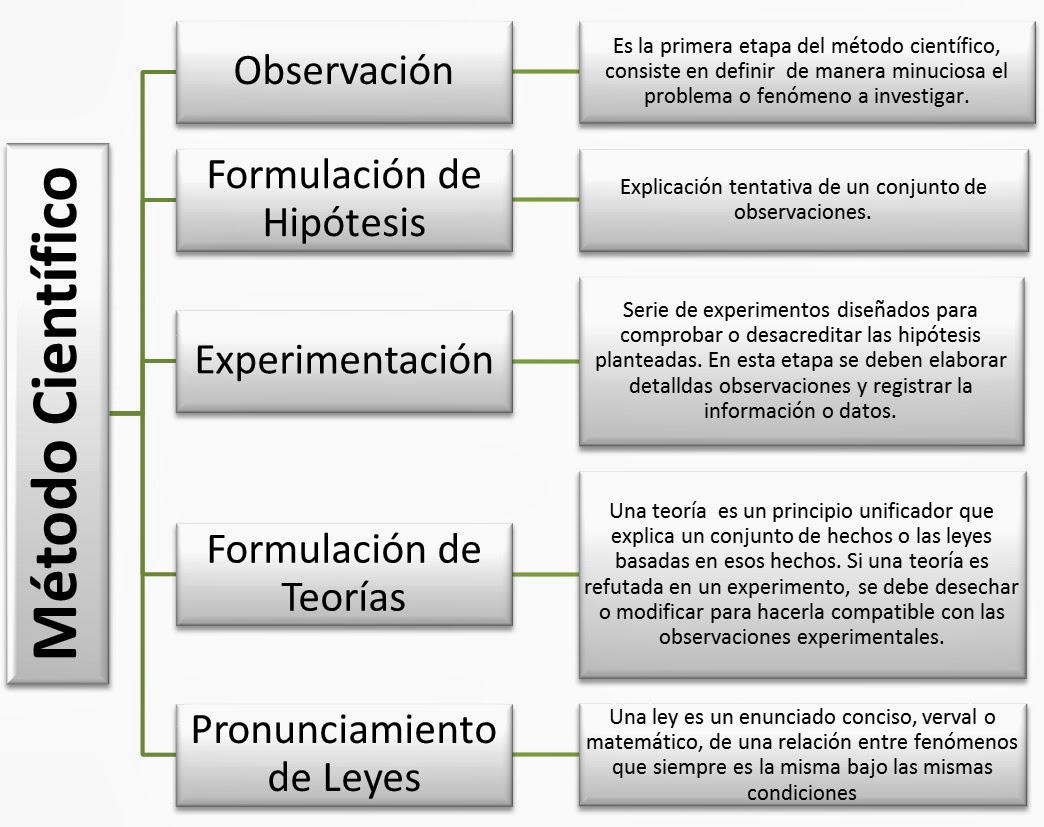 Método Científico
Observación
Es la primera etapa del método científico,
consiste en definir de manera minuciosa el
problema o fenómeno a investigar.
Formulación de
Hipótesis
Explicación tentativa de un conjunto de
observaciones.
Experimentación
Serie de experimentos diseñados para
comprobar o desacreditar las hipótesis
planteadas. En esta etapa se deben elaborar
detalldas observaciones y registrar la
información o datos.
Formulación de
Teorías
Una teoría es un principio unificador que
explica un conjunto de hechos o las leyes
basadas en esos hechos. Si una teoría es
refutada en un experimento, se debe desechar
o modificar para hacerla compatible con las
observaciones experimentales.
Pronunciamiento
de Leyes
Una ley es un enunciado conciso, verval o
matemático, de una relación entre fenómenos
que siempre es la misma bajo las mismas
condiciones